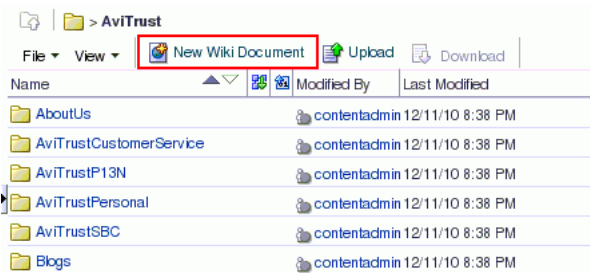 > AviTrust
File View New Wiki Document Upload Download
Name Modified By Last Modified
AboutUs contentadmin 12/11/10 8:38 PM
AviTrustCustomerService contentadmin 12/11/10 8:38 PM
AviTrustP13N contentadmin 12/11/10 8:38 PM
AviTrustPersonal contentadmin 12/11/10 8:38 PM
AviTrustSBC contentadmin 12/11/10 8:38 PM
Blogs contentadmin 12/11/10 8:38 PM